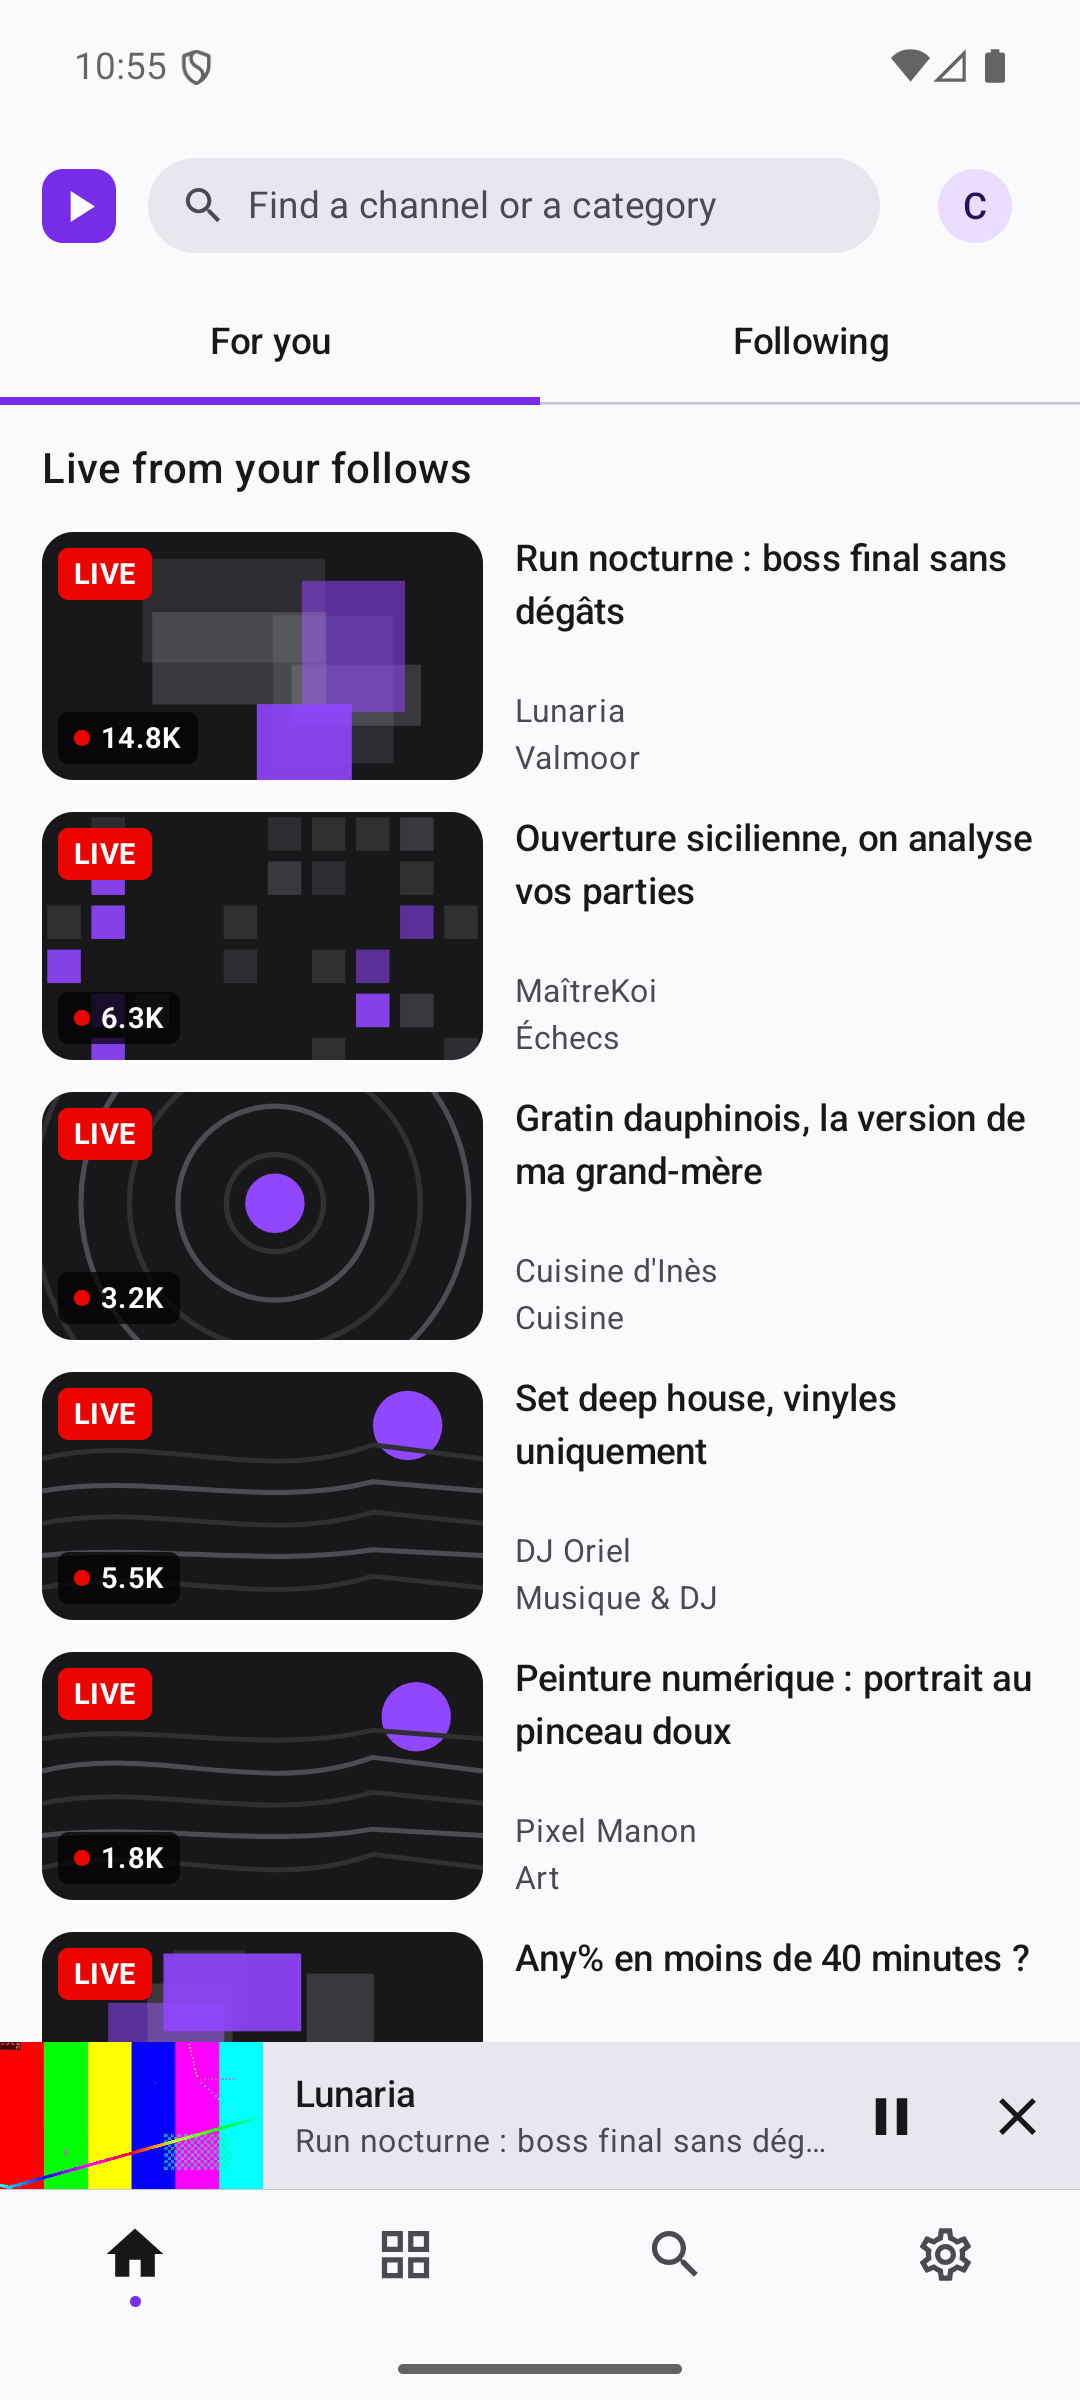 10:55
Find a channel or a category
C
For you
Following
Live from your follows
LIVE
14.8K
Run nocturne : boss final sans
dégâts
Lunaria
Valmoor
LIVE
6.3K
Ouverture sicilienne, on analyse
vos parties
MaîtreKoi
Échecs
LIVE
3.2K
Gratin dauphinois, la version de
ma grand-mère
Cuisine d'Inès
Cuisine
LIVE
5.5K
Set deep house, vinyles
uniquement
DJ Oriel
Musique & DJ
LIVE
1.8K
Peinture numérique : portrait au
pinceau doux
Pixel Manon
Art
LIVE
Any% en moins de 40 minutes ?
Lunaria
Run nocturne : boss final sans dég…